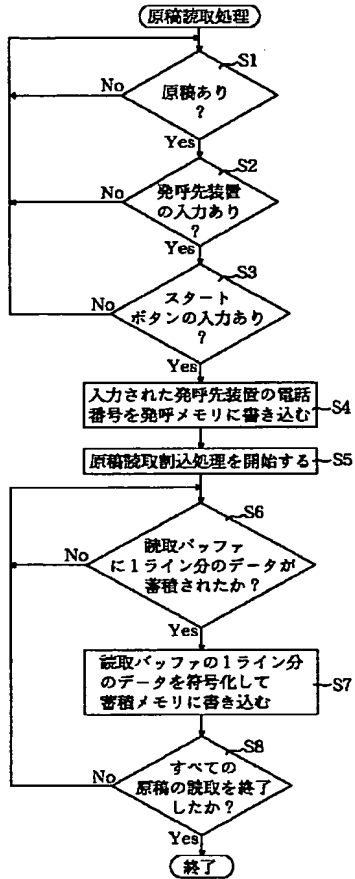 原稿読取処理
S1
No
原稿あり
?
Yes
S2
No
発呼先装置
の入力あり
?
Yes
S3
No
スタート
ボタンの入力あり
?
Yes
入力された発呼先装置の電話
番号を発呼メモリに書き込む
S4
原稿読取割込処理を開始する
S5
S6
No
読取バッファ
に1ライン分のデータが
蓄積されたか?
Yes
読取バッファの1ライン分
のデータを符号化して
蓄積メモリに書き込む
S7
S8
No
すべての
原稿の読取を終了
したか?
Yes
終了